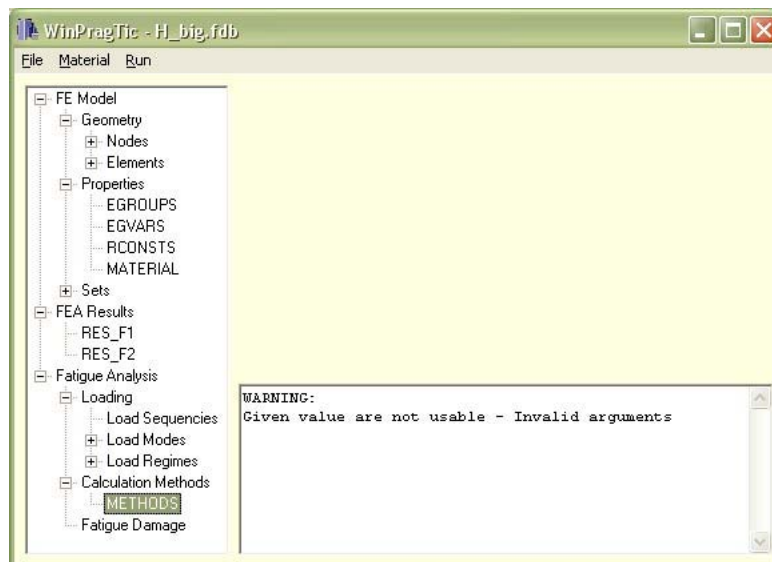 WinPragTic - H_big.fdb
File Material Run
FE Model
Geometry
Nodes
Elements
Properties
EGROUPS
EGVARS
RCONSTS
MATERIAL
Sets
FEA Results
RES_F1
RES_F2
Fatigue Analysis
Loading
Load Sequencies
Load Modes
Load Regimes
Calculation Methods
METHODS
Fatigue Damage
WARNING:
Given value are not usable - Invalid arguments